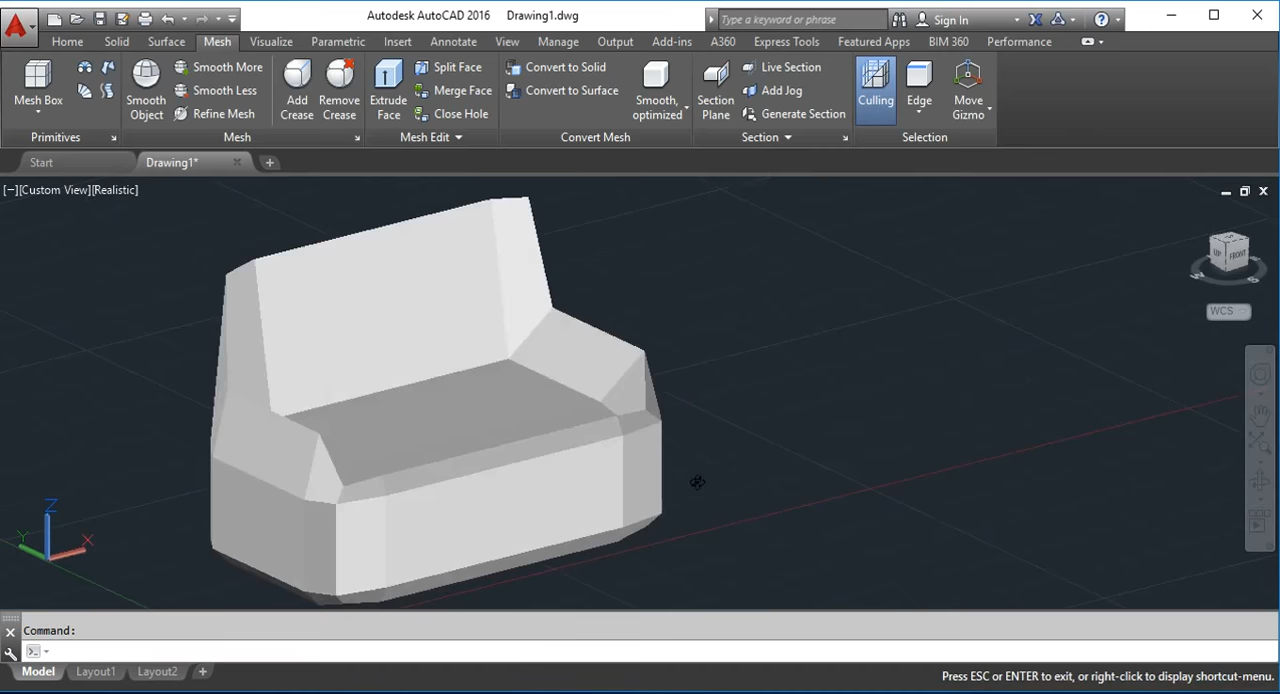 Autodesk AutoCAD 2016 Drawing1.dwg
Type a keyword or phrase
Sign In
Home Solid Surface Mesh Visualize Parametric Insert Annotate View Manage Output Add-ins A360 Express Tools Featured Apps BIM 360 Performance
Mesh Box
Smooth
Object
Smooth More
Smooth Less
Refine Mesh
Add
Crease
Remove
Crease
Extrude
Face
Split Face
Merge Face
Close Hole
Convert to Solid
Convert to Surface
Smooth,
optimized
Section
Plane
Live Section
Add Jog
Generate Section
Culling
Edge
Move
Gizmo
Primitives Mesh Mesh Edit Convert Mesh Section Selection
Start Drawing1*
[−][Custom View][Realistic]
UP FRONT
WCS
Z
Y X
Command:
Model Layout1 Layout2
Press ESC or ENTER to exit, or right-click to display shortcut-menu.